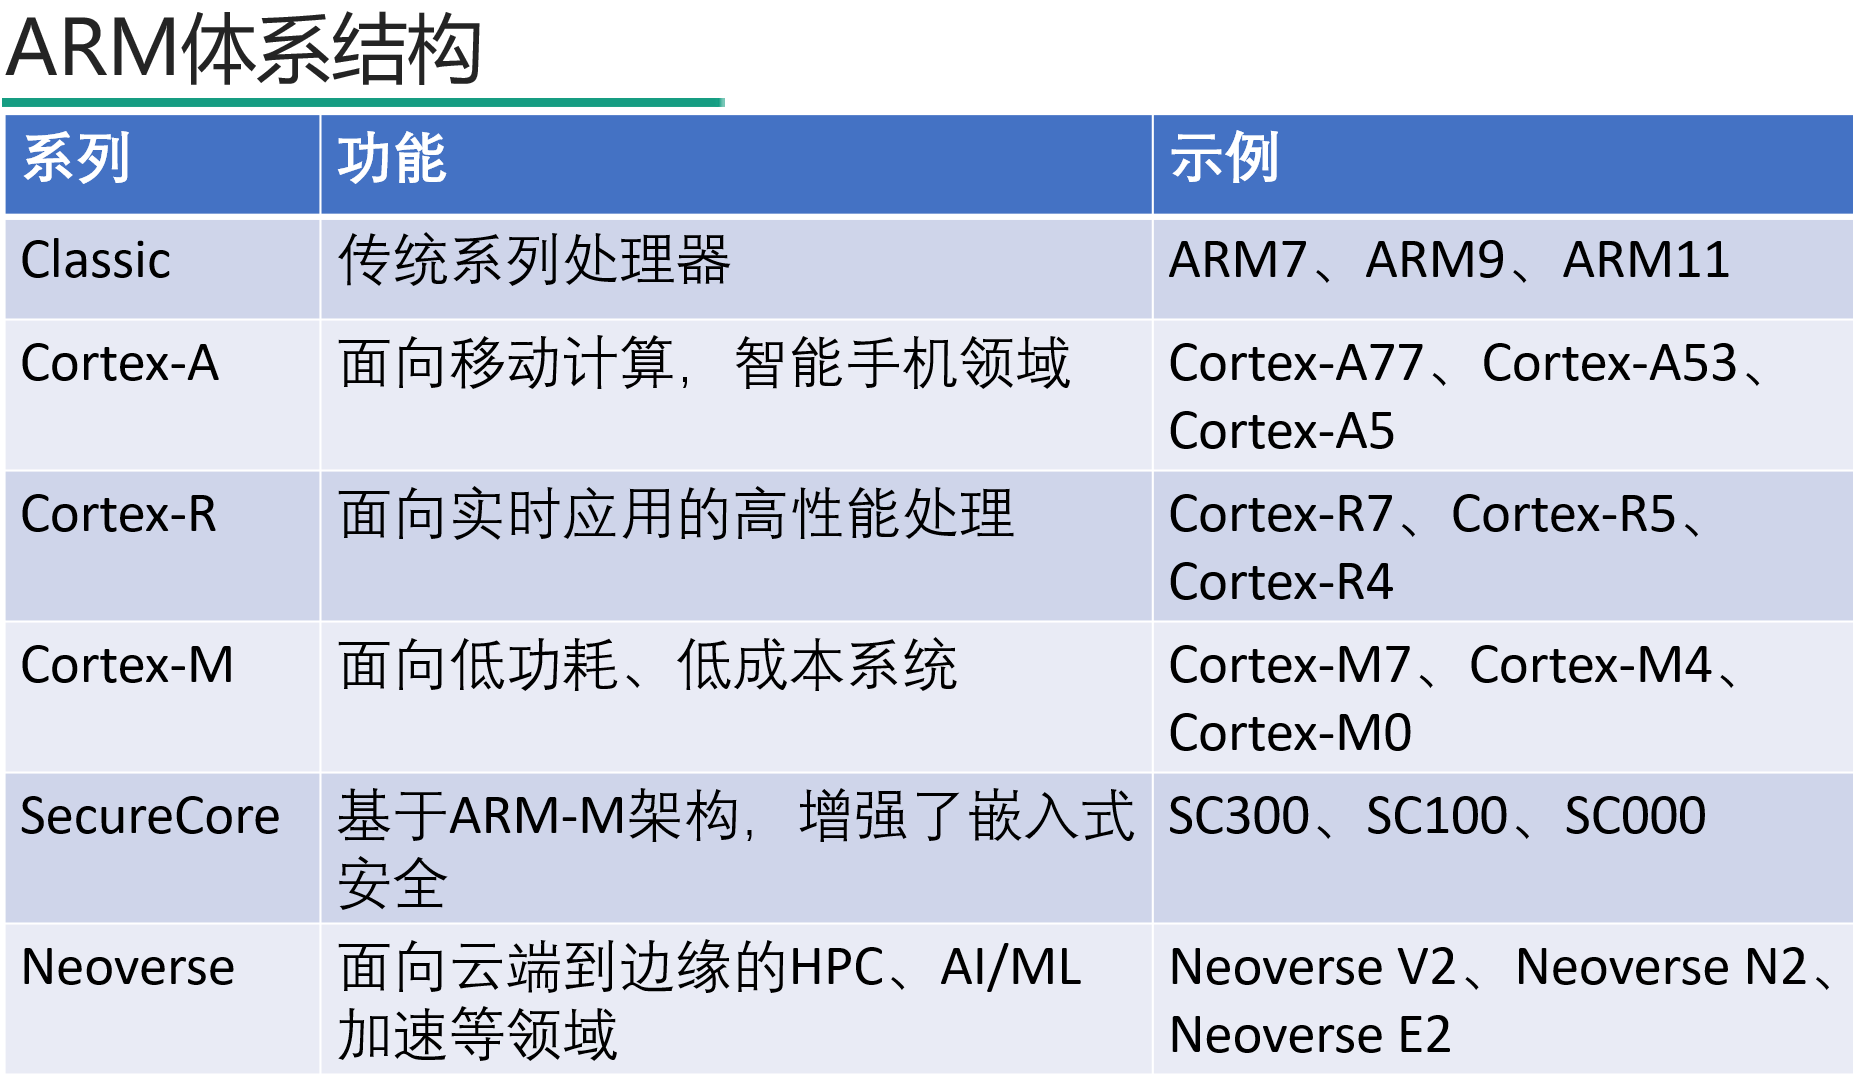 ARM体系结构
系列 功能 示例
Classic 传统系列处理器 ARM7、ARM9、ARM11
Cortex-A 面向移动计算，智能手机领域 Cortex-A77、Cortex-A53、
Cortex-A5
Cortex-R 面向实时应用的高性能处理 Cortex-R7、Cortex-R5、
Cortex-R4
Cortex-M 面向低功耗、低成本系统 Cortex-M7、Cortex-M4、
Cortex-M0
SecureCore 基于ARM-M架构，增强了嵌入式 SC300、SC100、SC000
安全
Neoverse 面向云端到边缘的HPC、AI/ML Neoverse V2、Neoverse N2、
加速等领域 Neoverse E2